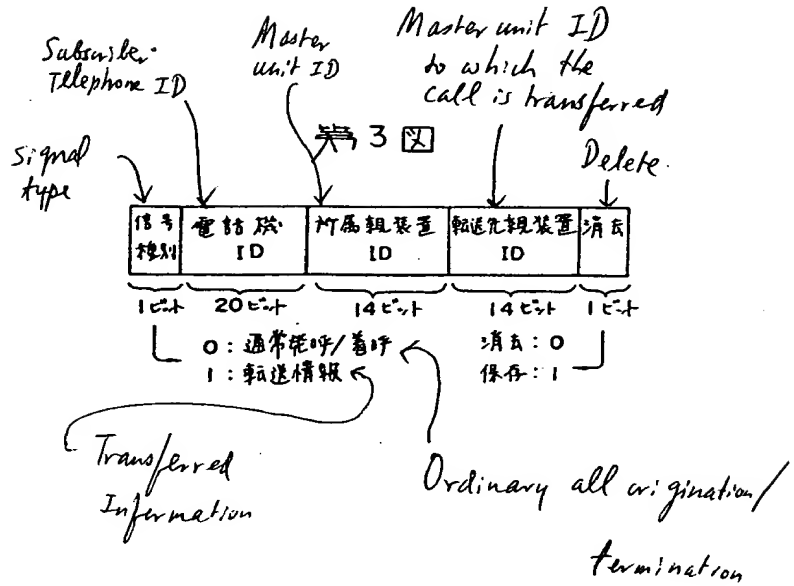 Subscriber
Telephone ID
Master
unit ID
Master unit ID
to which the
call is transferred
第3図
signal
type
Delete.
信号
種別
電話機
ID
所属親装置
ID
転送先親装置
ID
消去
1ビット
20ビット
14ビット
14ビット
1ビット
0:通常発呼/着呼
1:転送情報
消去:0
保存:1
Transferred
Information
Ordinary all origination/
termination